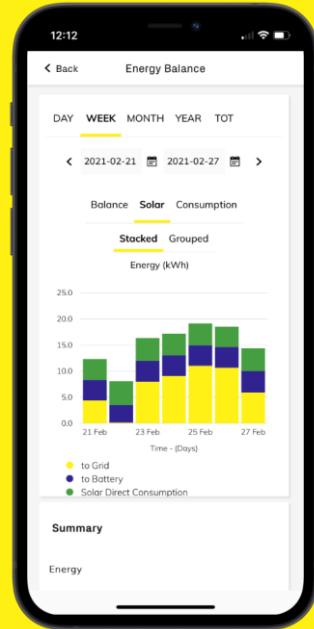 12:12
Back Energy Balance
DAY WEEK MONTH YEAR TOT
2021-02-21 2021-02-27
Balance Solar Consumption
Stacked Grouped
Energy (kWh)
25.0
20.0
15.0
10.0
5.0
0.0
21 Feb 23 Feb 25 Feb 27 Feb
Time - (Days)
to Grid
to Battery
Solar Direct Consumption
Summary
Energy